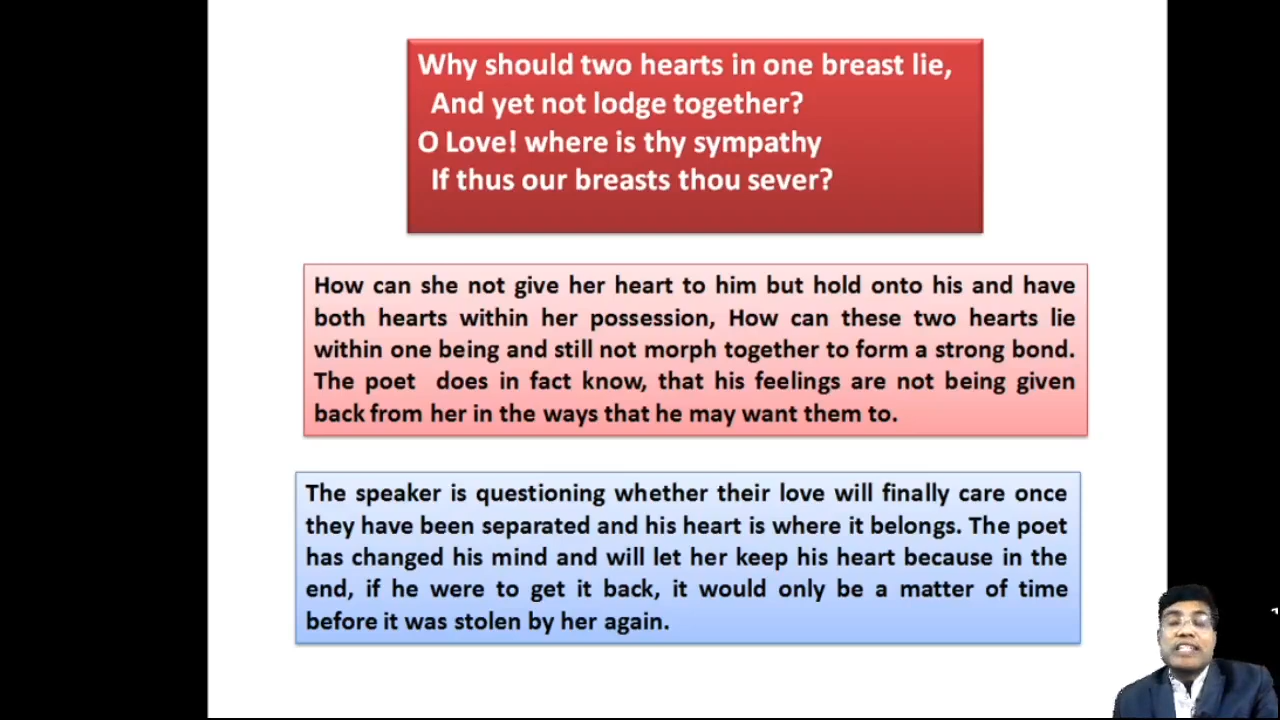 Why should two hearts in one breast lie,
And yet not lodge together?
O Love! where is thy sympathy
If thus our breasts thou sever?
How can she not give her heart to him but hold onto his and have
both hearts within her possession, How can these two hearts lie
within one being and still not morph together to form a strong bond.
The poet does in fact know, that his feelings are not being given
back from her in the ways that he may want them to.
The speaker is questioning whether their love will finally care once
they have been separated and his heart is where it belongs. The poet
has changed his mind and will let her keep his heart because in the
end, if he were to get it back, it would only be a matter of time
before it was stolen by her again.